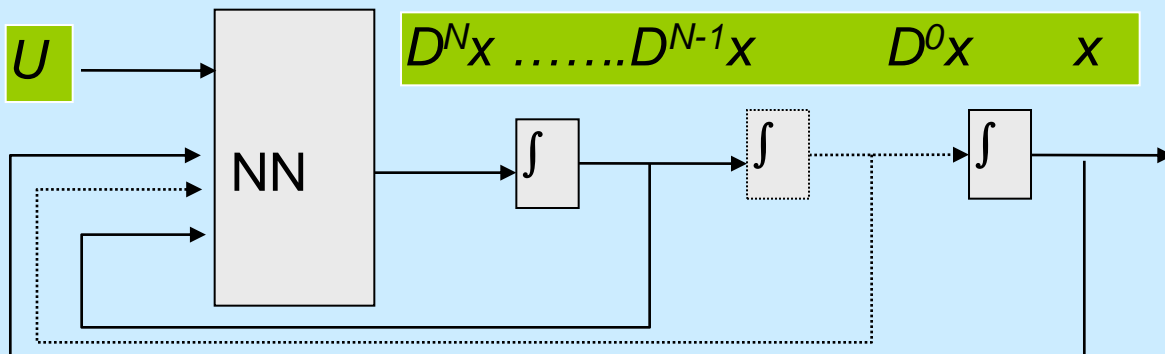 U
Dᴺx …….Dᴺ⁻¹x D⁰x x
∫ ∫ ∫
NN